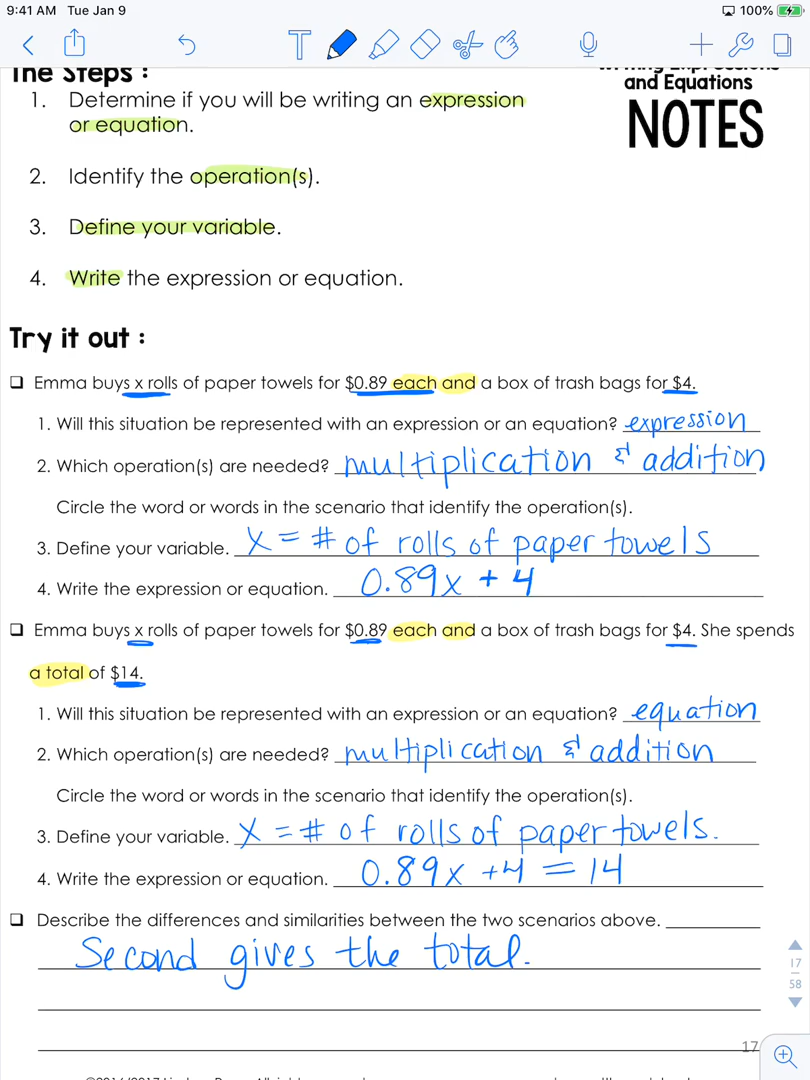 9:41 AM Tue Jan 9 100%
T
The Steps :
Writing Expressions
and Equations
NOTES
1. Determine if you will be writing an expression
or equation.
2. Identify the operation(s).
3. Define your variable.
4. Write the expression or equation.
Try it out :
Emma buys x rolls of paper towels for $0.89 each and a box of trash bags for $4.
1. Will this situation be represented with an expression or an equation? expression
2. Which operation(s) are needed? multiplication & addition
Circle the word or words in the scenario that identify the operation(s).
3. Define your variable. x = # of rolls of paper towels
4. Write the expression or equation. 0.89x + 4
Emma buys x rolls of paper towels for $0.89 each and a box of trash bags for $4. She spends
a total of $14.
1. Will this situation be represented with an expression or an equation? equation
2. Which operation(s) are needed? multiplication & addition
Circle the word or words in the scenario that identify the operation(s).
3. Define your variable. x = # of rolls of paper towels.
4. Write the expression or equation. 0.89x + 4 = 14
Describe the differences and similarities between the two scenarios above.
Second gives the total.
17
58
17